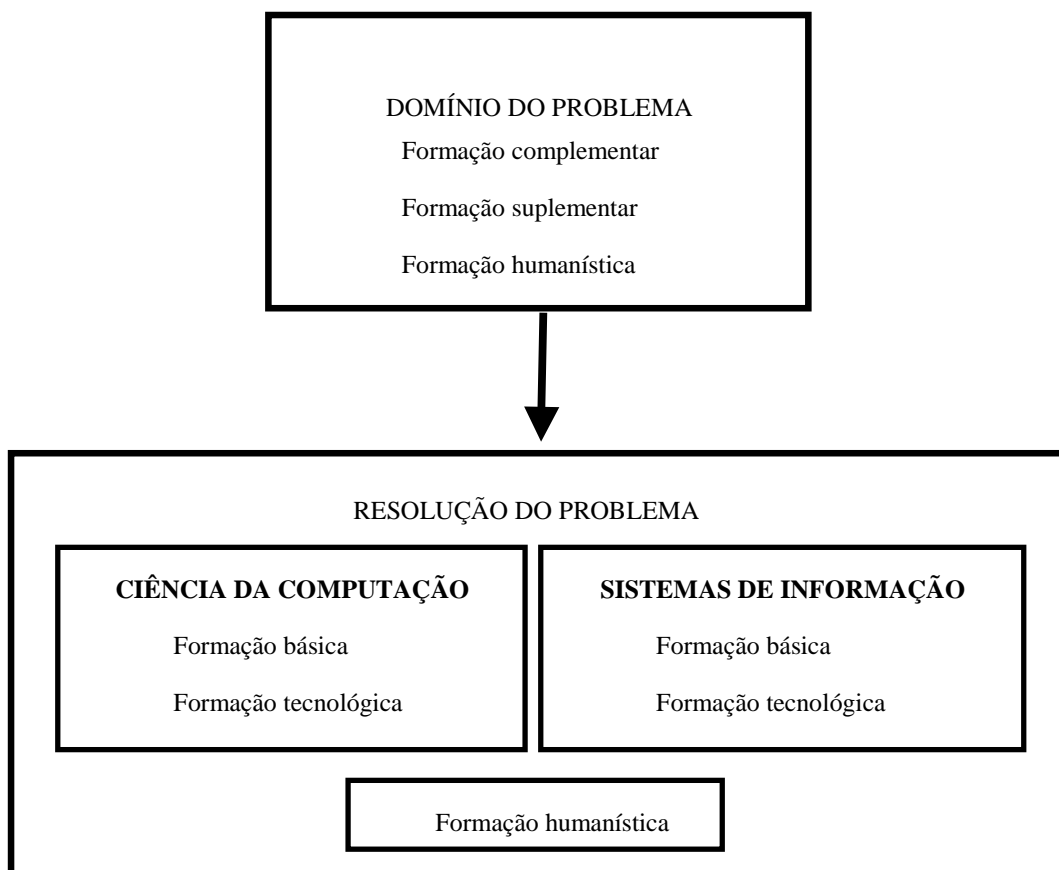 DOMÍNIO DO PROBLEMA
Formação complementar
Formação suplementar
Formação humanística
RESOLUÇÃO DO PROBLEMA
CIÊNCIA DA COMPUTAÇÃO
Formação básica
Formação tecnológica
SISTEMAS DE INFORMAÇÃO
Formação básica
Formação tecnológica
Formação humanística